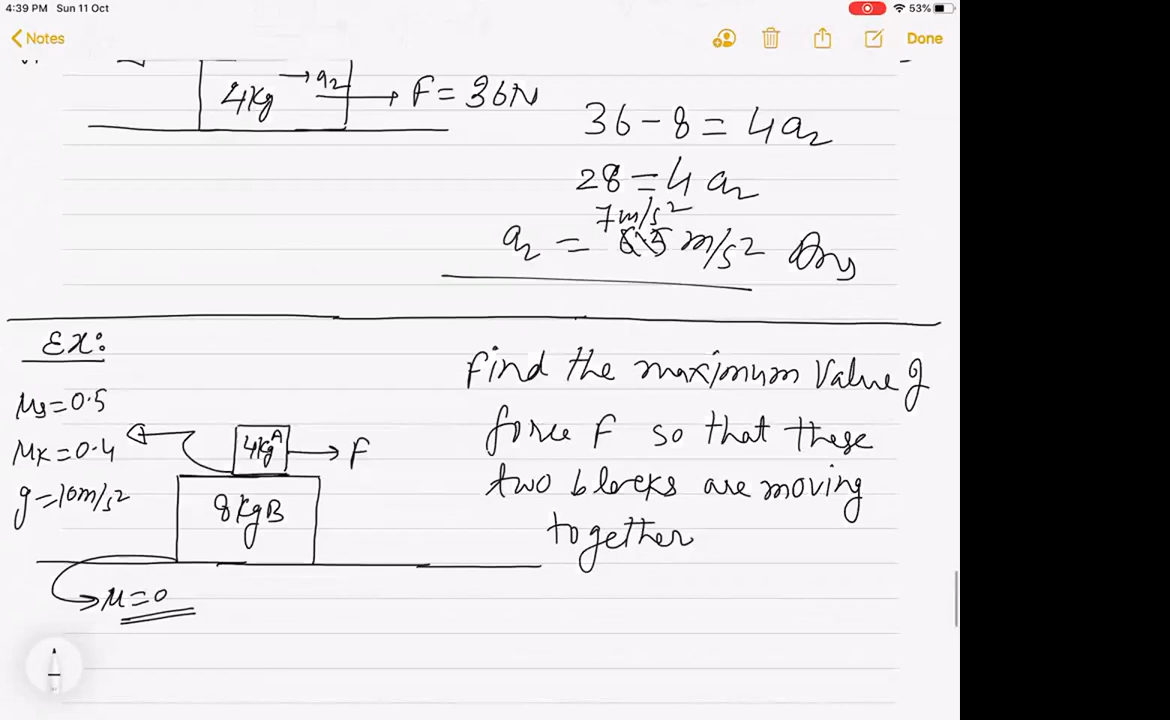 4:39 PM Sun 11 Oct
53%
Notes
Done
4Kg → a2
F = 36N
36 - 8 = 4a2
28 = 4 a2
7m/s2
a2 = m/s2 Ans
Ex:
Find the maximum value of
force F so that these
two blocks are moving
together
μs=0.5
μK=0.4
g=10m/s2
4kg A
F
8kg B
μ=0